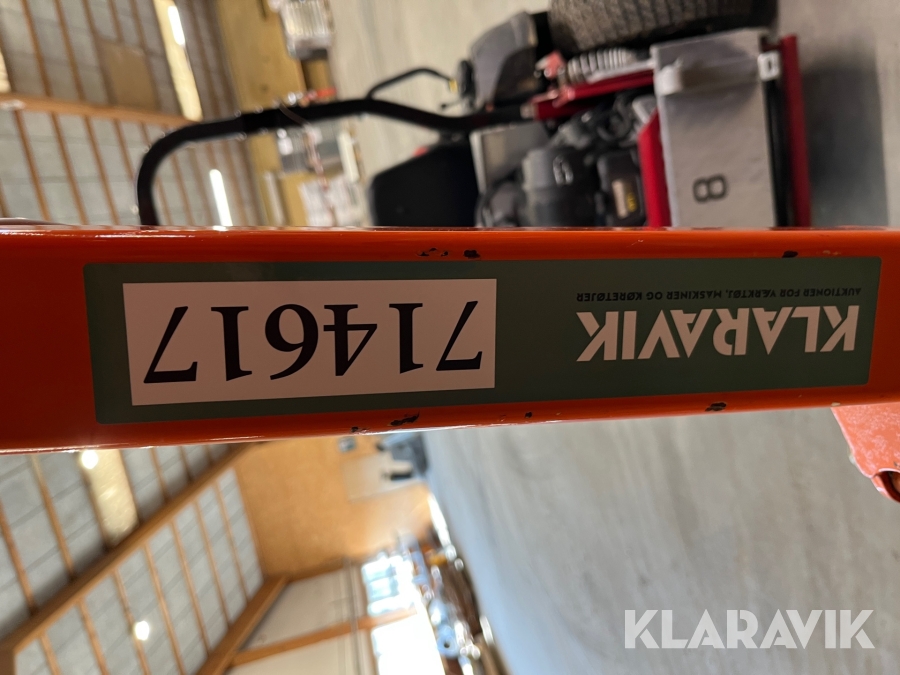 KLARAVIK
AUKTIONER FOR VÆRKTØJ, MASKINER OG KØRETØJER
714617
8
KLARAVIK